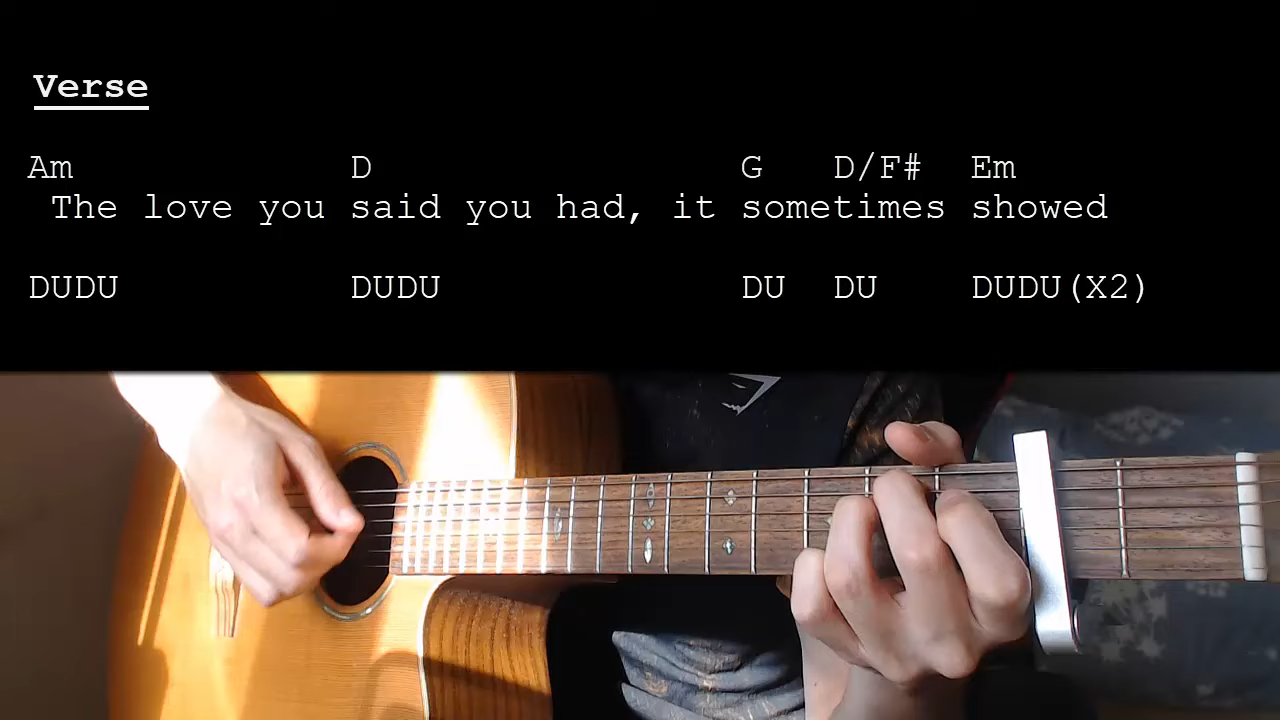 Verse
Am D G D/F# Em
The love you said you had, it sometimes showed
DUDU DUDU DU DU DUDU(X2)